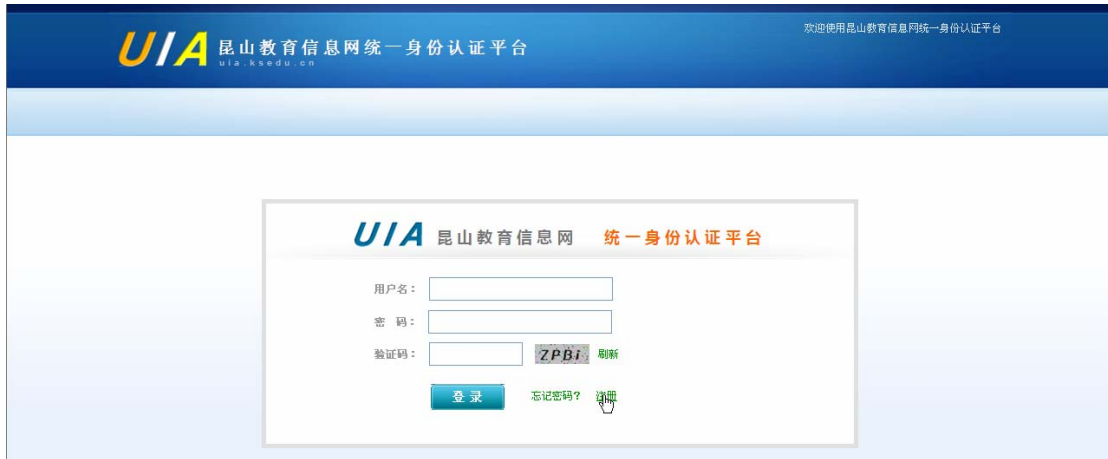 欢迎使用昆山教育信息网统一身份认证平台
UIA 昆山教育信息网统一身份认证平台
uia.ksedu.cn
UIA 昆山教育信息网 统一身份认证平台
用户名：
密 码：
验证码： ZPBi 刷新
登录 忘记密码? 注册